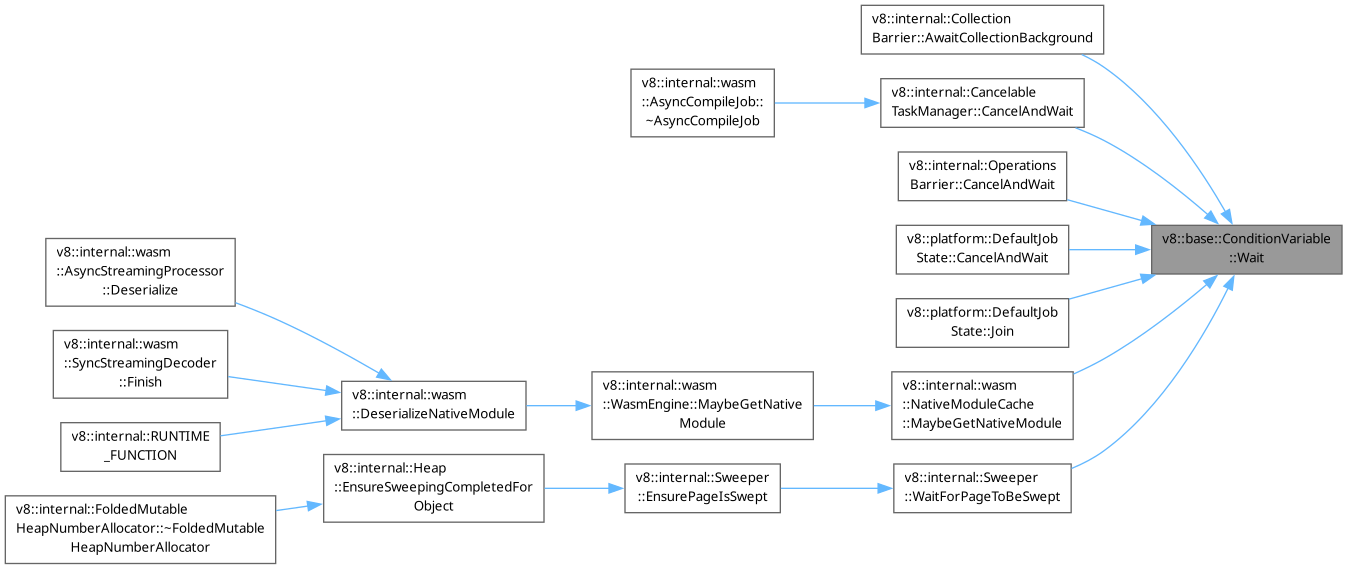 v8::internal::Collection
Barrier::AwaitCollectionBackground
v8::internal::wasm
::AsyncCompileJob::
~AsyncCompileJob
v8::internal::Cancelable
TaskManager::CancelAndWait
v8::internal::Operations
Barrier::CancelAndWait
v8::platform::DefaultJob
State::CancelAndWait
v8::base::ConditionVariable
::Wait
v8::internal::wasm
::AsyncStreamingProcessor
::Deserialize
v8::platform::DefaultJob
State::Join
v8::internal::wasm
::SyncStreamingDecoder
::Finish
v8::internal::wasm
::DeserializeNativeModule
v8::internal::wasm
::WasmEngine::MaybeGetNative
Module
v8::internal::wasm
::NativeModuleCache
::MaybeGetNativeModule
v8::internal::RUNTIME
_FUNCTION
v8::internal::Heap
::EnsureSweepingCompletedFor
Object
v8::internal::Sweeper
::EnsurePageIsSwept
v8::internal::Sweeper
::WaitForPageToBeSwept
v8::internal::FoldedMutable
HeapNumberAllocator::~FoldedMutable
HeapNumberAllocator